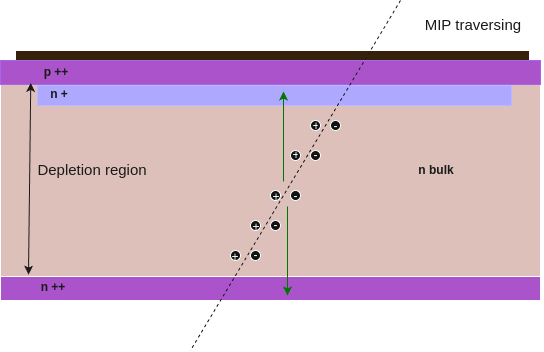 MIP traversing
p ++
n +
+ -
+ -
Depletion region
n bulk
+ -
+ -
+ -
n ++